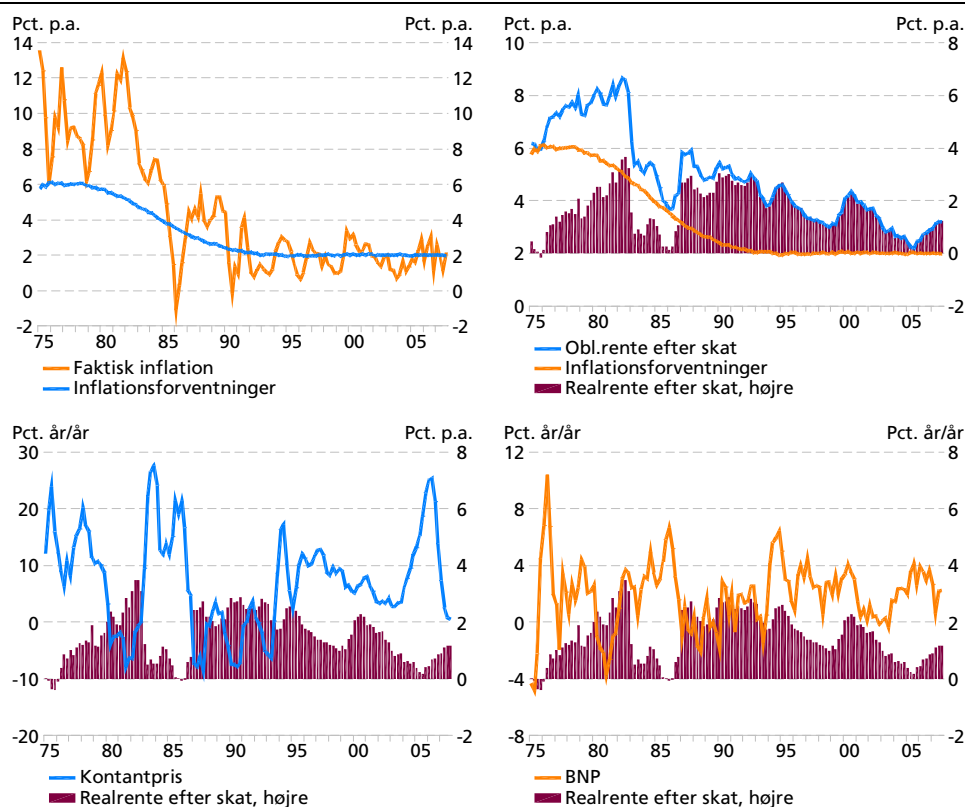 Pct. p.a. Pct. p.a.
14 14
12 12
10 10
8 8
6 6
4 4
2 2
0 0
-2 -2
75 80 85 90 95 00 05
Faktisk inflation
Inflationsforventninger
Pct. p.a. Pct. p.a.
10 8
8 6
6 4
4 2
2 0
0 -2
75 80 85 90 95 00 05
Obl.rente efter skat
Inflationsforventninger
Realrente efter skat, højre
Pct. år/år Pct. p.a.
30 8
20 6
10 4
0 2
-10 0
-20 -2
75 80 85 90 95 00 05
Kontantpris
Realrente efter skat, højre
Pct. år/år Pct. år/år
12 8
8 6
4 4
0 2
-4 0
-8 -2
75 80 85 90 95 00 05
BNP
Realrente efter skat, højre